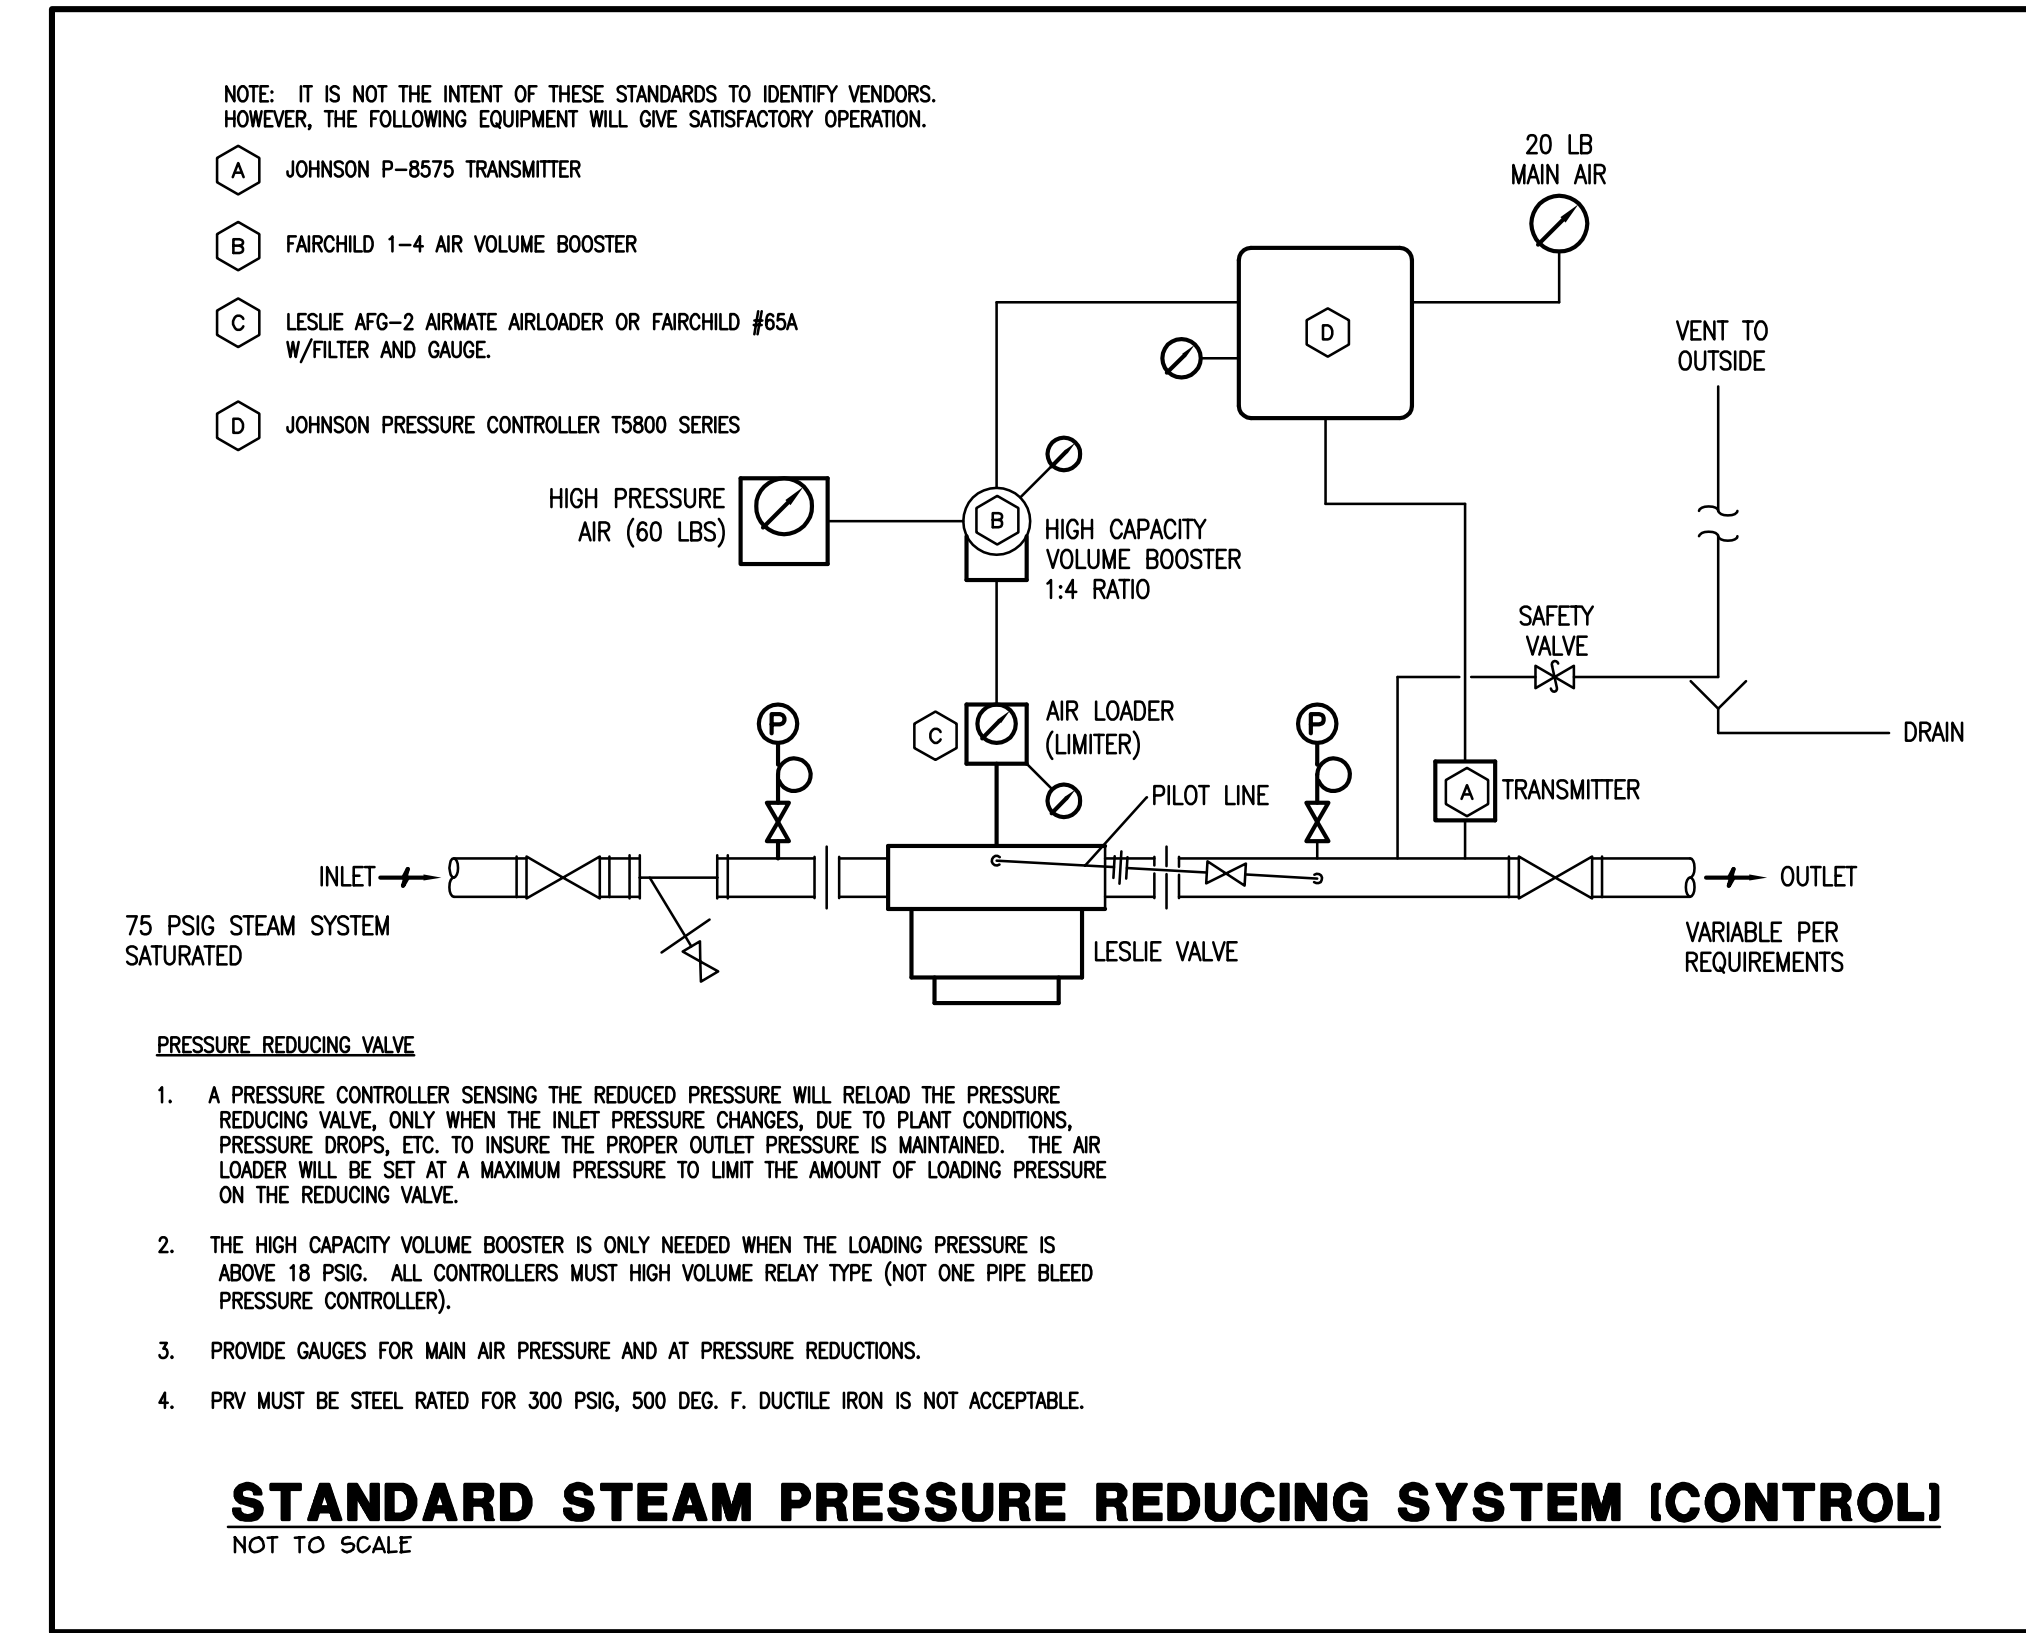 NOTE: IT IS NOT THE INTENT OF THESE STANDARDS TO IDENTIFY VENDORS.
HOWEVER, THE FOLLOWING EQUIPMENT WILL GIVE SATISFACTORY OPERATION.
A JOHNSON P-8575 TRANSMITTER
B FAIRCHILD 1-4 AIR VOLUME BOOSTER
C LESLIE AFG-2 AIRMATE AIRLOADER OR FAIRCHILD #65A
W/FILTER AND GAUGE.
D JOHNSON PRESSURE CONTROLLER T5800 SERIES
20 LB
MAIN AIR
D
VENT TO
OUTSIDE
HIGH PRESSURE
AIR (60 LBS)
B
HIGH CAPACITY
VOLUME BOOSTER
1:4 RATIO
SAFETY
VALVE
P
C
AIR LOADER
(LIMITER)
P
DRAIN
PILOT LINE
A
TRANSMITTER
INLET
OUTLET
75 PSIG STEAM SYSTEM
SATURATED
LESLIE VALVE
VARIABLE PER
REQUIREMENTS
PRESSURE REDUCING VALVE
1. A PRESSURE CONTROLLER SENSING THE REDUCED PRESSURE WILL RELOAD THE PRESSURE
REDUCING VALVE, ONLY WHEN THE INLET PRESSURE CHANGES, DUE TO PLANT CONDITIONS,
PRESSURE DROPS, ETC. TO INSURE THE PROPER OUTLET PRESSURE IS MAINTAINED. THE AIR
LOADER WILL BE SET AT A MAXIMUM PRESSURE TO LIMIT THE AMOUNT OF LOADING PRESSURE
ON THE REDUCING VALVE.
2. THE HIGH CAPACITY VOLUME BOOSTER IS ONLY NEEDED WHEN THE LOADING PRESSURE IS
ABOVE 18 PSIG. ALL CONTROLLERS MUST HIGH VOLUME RELAY TYPE (NOT ONE PIPE BLEED
PRESSURE CONTROLLER).
3. PROVIDE GAUGES FOR MAIN AIR PRESSURE AND AT PRESSURE REDUCTIONS.
4. PRV MUST BE STEEL RATED FOR 300 PSIG, 500 DEG. F. DUCTILE IRON IS NOT ACCEPTABLE.
STANDARD STEAM PRESSURE REDUCING SYSTEM (CONTROL)
NOT TO SCALE